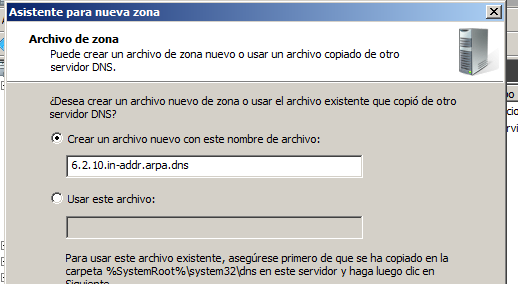 Asistente para nueva zona
Archivo de zona
Puede crear un archivo de zona nuevo o usar un archivo copiado de otro
servidor DNS.
¿Desea crear un archivo nuevo de zona o usar el archivo existente que copió de otro
servidor DNS?
Crear un archivo nuevo con este nombre de archivo:
6.2.10.in-addr.arpa.dns
Usar este archivo:
Para usar este archivo existente, asegúrese primero de que se ha copiado en la
carpeta %SystemRoot%\system32\dns en este servidor y haga luego clic en
Siguiente